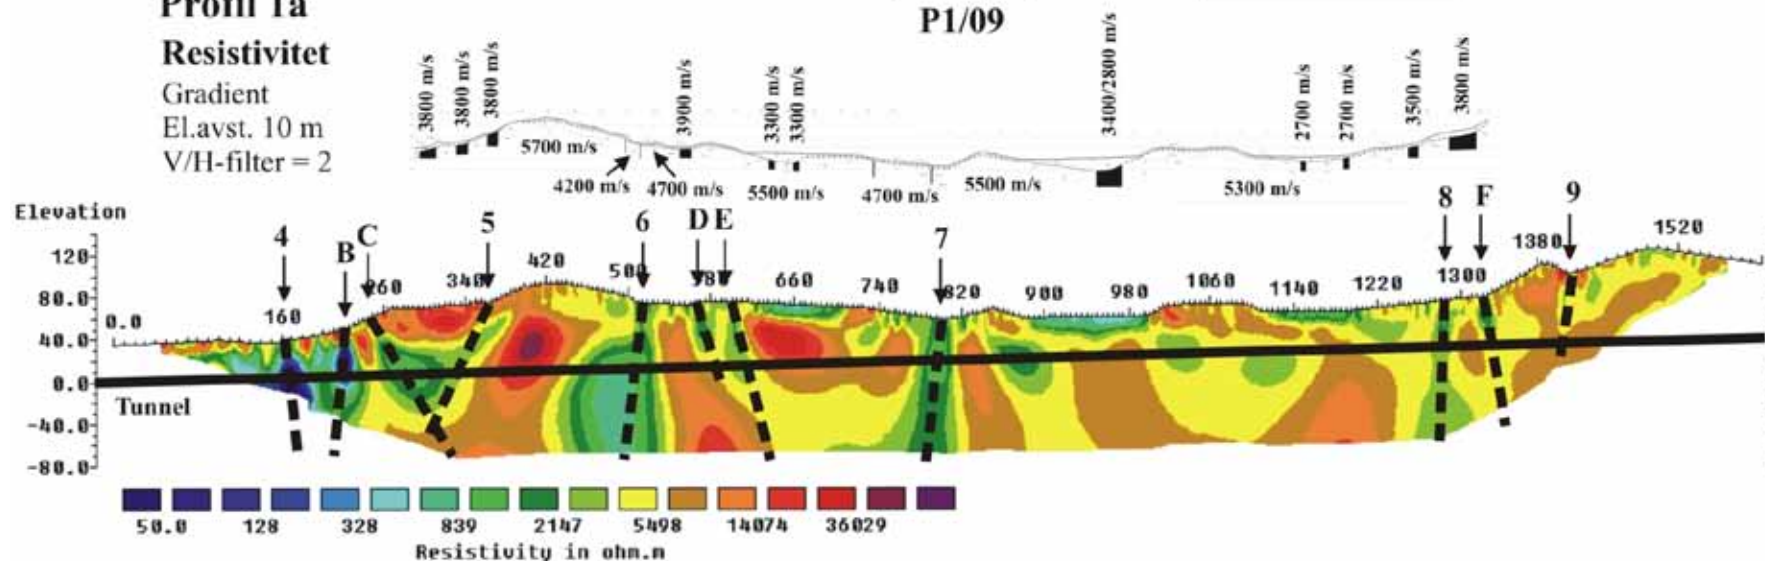 Profil 1a
P1/09
Resistivitet
Gradient
El.avst. 10 m
V/H-filter = 2
3800 m/s
3800 m/s
3800 m/s
3900 m/s
3300 m/s
3300 m/s
3400/2800 m/s
2700 m/s
2700 m/s
3500 m/s
3800 m/s
5700 m/s
4200 m/s
4700 m/s
5500 m/s
4700 m/s
5500 m/s
5300 m/s
Elevation
4 B C 5 6 D E 7 8 F 9
120
80.0
40.0
0.0
-40.0
-80.0
0.0 160 260 340 420 500 580 660 740 820 900 980 1060 1140 1220 1300 1380 1520
Tunnel
50.0 128 328 839 2147 5498 14074 36029
Resistivity in ohm.m